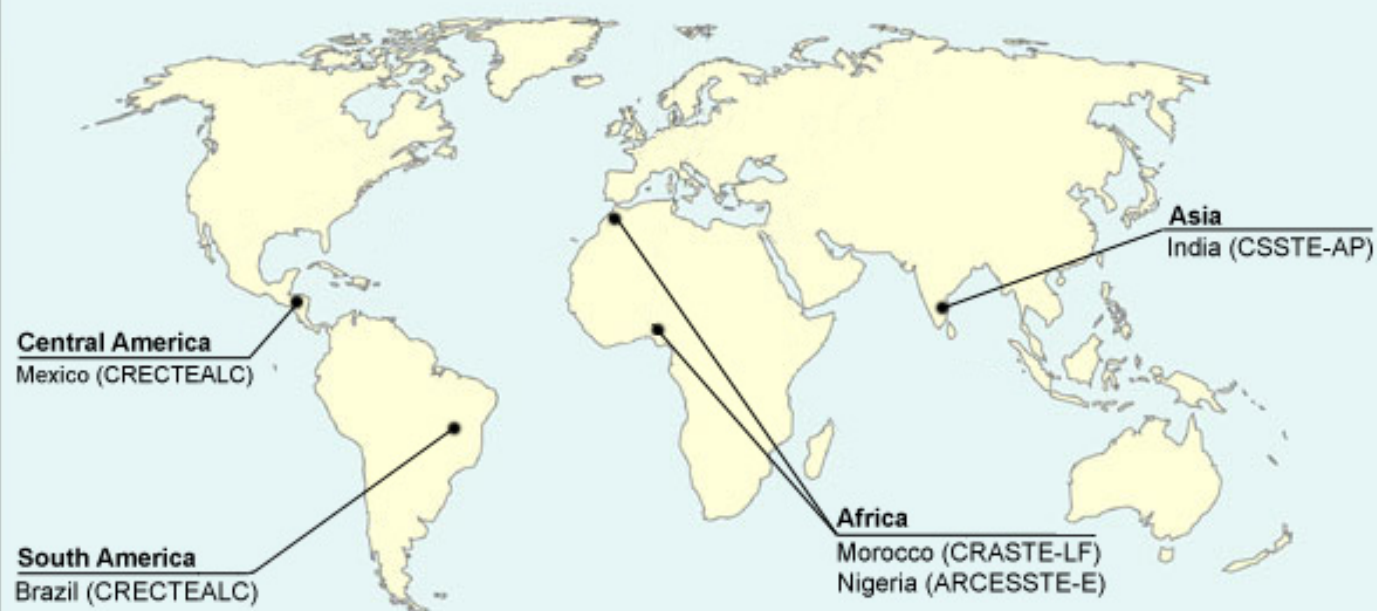 Asia
India (CSSTE-AP)
Central America
Mexico (CRECTEALC)
Africa
Morocco (CRASTE-LF)
Nigeria (ARCESSTE-E)
South America
Brazil (CRECTEALC)